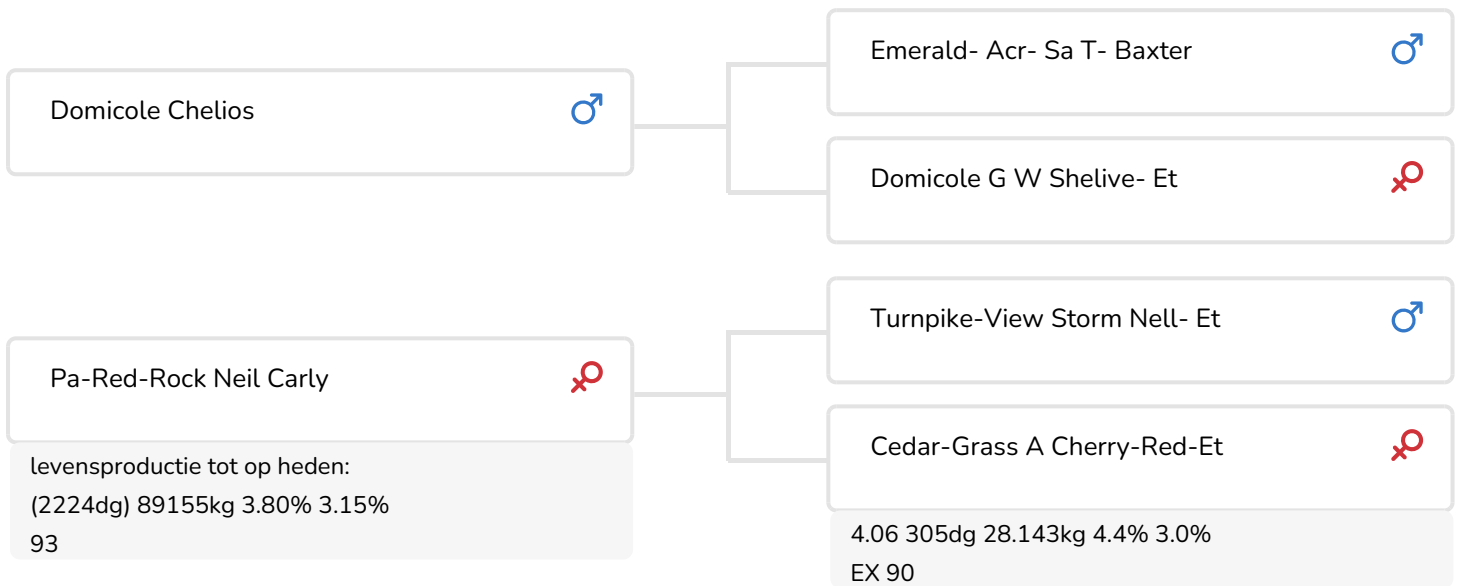 Domicole Chelios
Emerald- Acr- Sa T- Baxter
Domicole G W Shelive- Et
Pa-Red-Rock Neil Carly
levensproductie tot op heden:
(2224dg) 89155kg 3.80% 3.15%
93
Turnpike-View Storm Nell- Et
Cedar-Grass A Cherry-Red-Et
4.06 305dg 28.143kg 4.4% 3.0%
EX 90